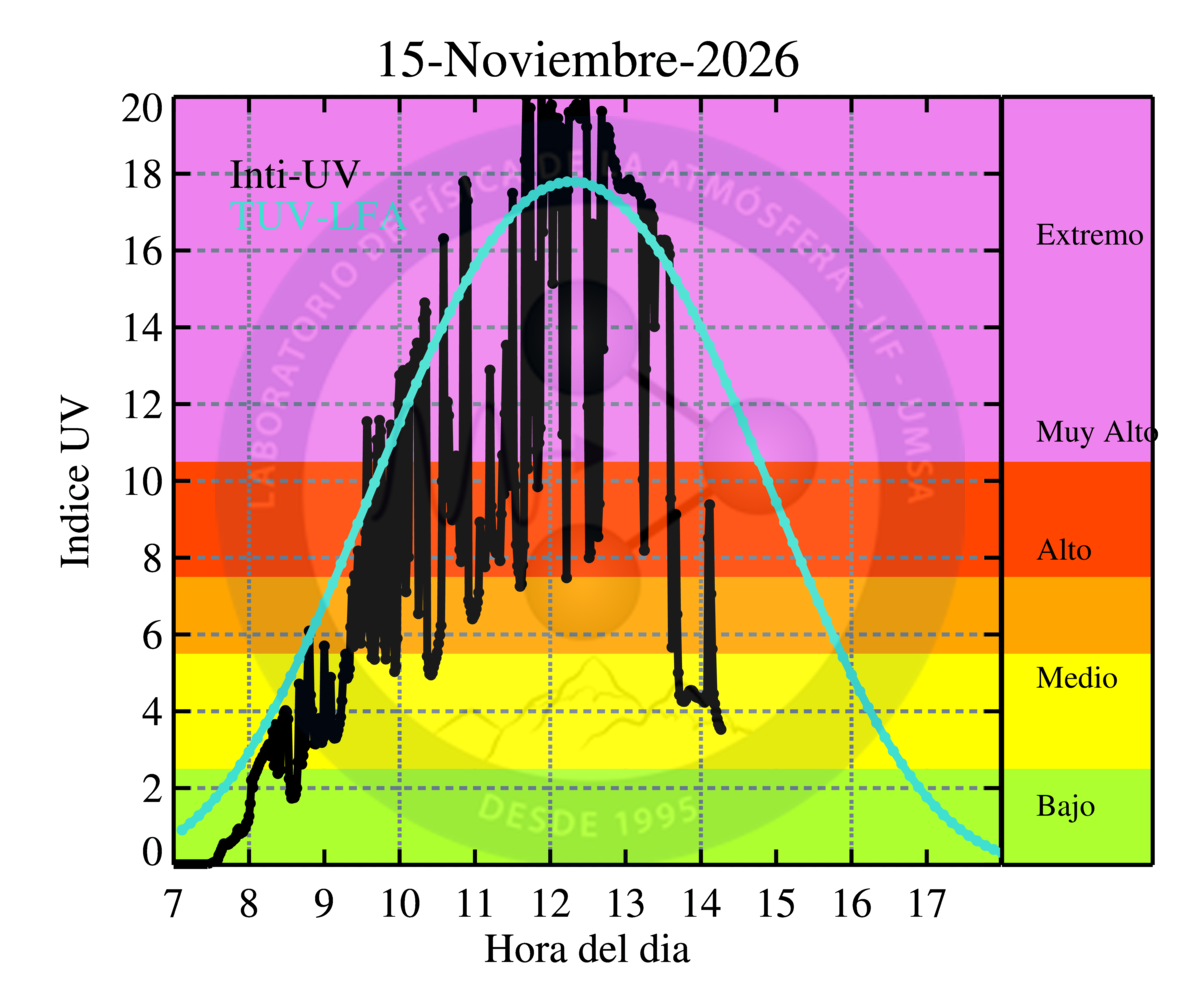 15-Noviembre-2026
Indice UV
20
18
16
14
12
10
8
6
4
2
0
Inti-UV
TUV-LFA
LABORATORIO DE FÍSICA DE LA ATMÓSFERA - IIF - UMSA
DESDE 1995
Extremo
Muy Alto
Alto
Medio
Bajo
7 8 9 10 11 12 13 14 15 16 17
Hora del dia